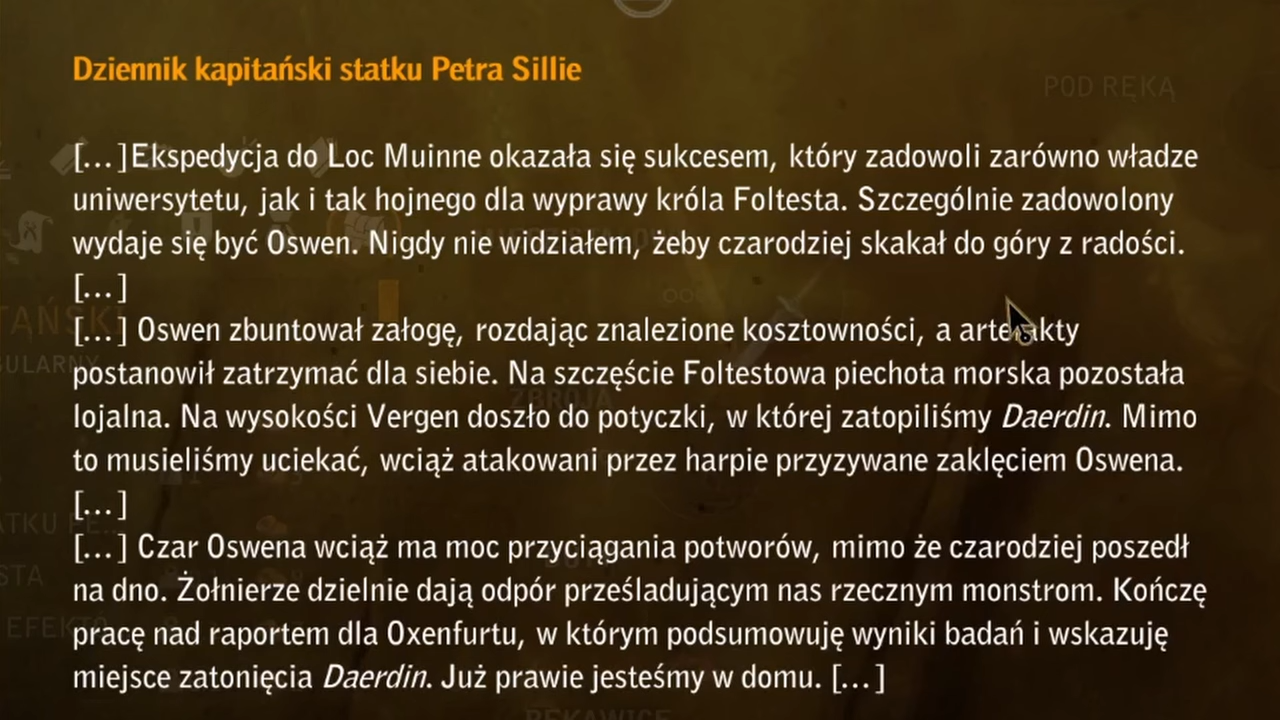 Dziennik kapitański statku Petra Sillie
POD RĘKĄ
[...]Ekspedycja do Loc Muinne okazała się sukcesem, który zadowoli zarówno władze
uniwersytetu, jak i tak hojnego dla wyprawy króla Foltesta. Szczególnie zadowolony
wydaje się być Oswen. Nigdy nie widziałem, żeby czarodziej skakał do góry z radości.
[...]
[...] Oswen zbuntował załogę, rozdając znalezione kosztowności, a artefakty
postanowił zatrzymać dla siebie. Na szczęście Foltestowa piechota morska pozostała
lojalna. Na wysokości Vergen doszło do potyczki, w której zatopiliśmy Daerdin. Mimo
to musieliśmy uciekać, wciąż atakowani przez harpie przyzywane zaklęciem Oswena.
[...]
[...] Czar Oswena wciąż ma moc przyciągania potworów, mimo że czarodziej poszedł
na dno. Żołnierze dzielnie dają odpór prześladującym nas rzecznym monstrom. Kończę
pracę nad raportem dla Oxenfurtu, w którym podsumowuję wyniki badań i wskazuję
miejsce zatonięcia Daerdin. Już prawie jesteśmy w domu. [...]
RĘKAWICE